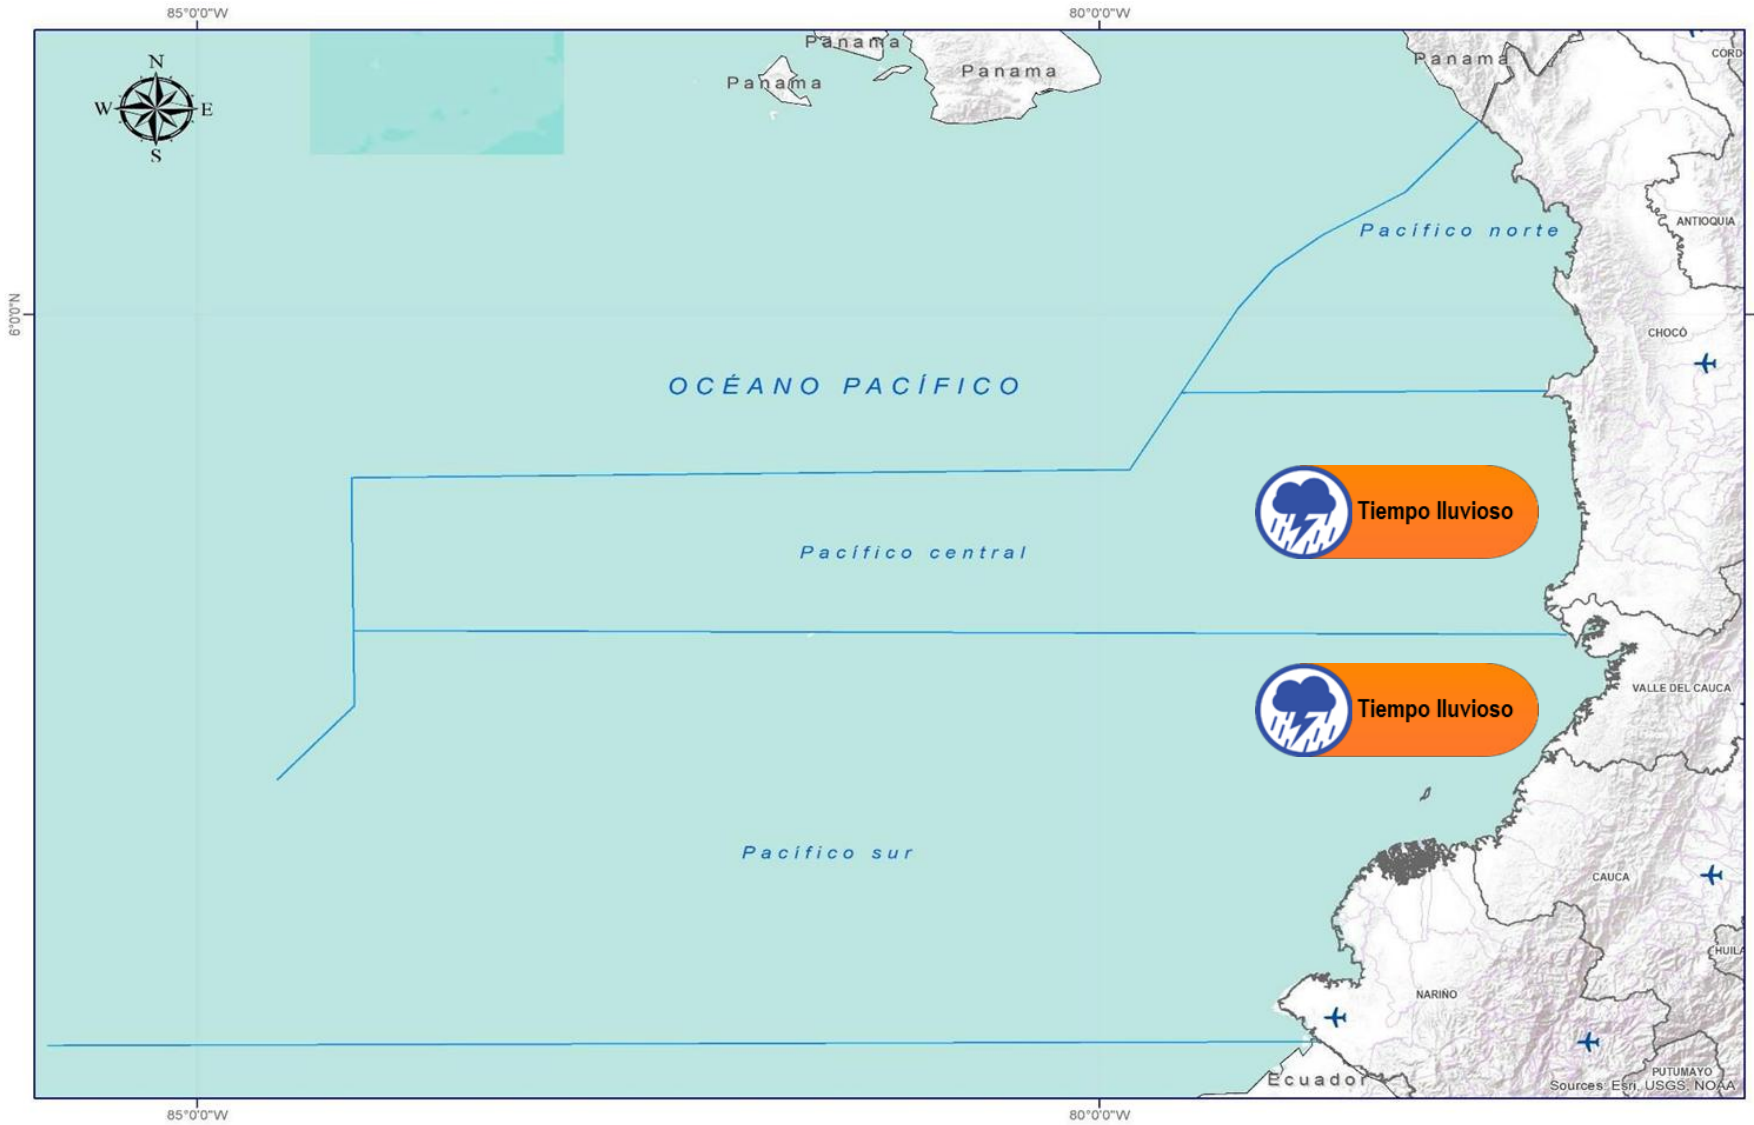 85°0'0"W
80°0'0"W
N
W
E
S
Panama
Panama
Panama
Panama
CÓRD
Pacífico norte
ANTIOQUIA
6°0'0"N
CHOCÓ
OCÉANO PACÍFICO
Tiempo lluvioso
Pacífico central
VALLE DEL CAUCA
Tiempo lluvioso
Pacífico sur
CAUCA
HUILA
NARIÑO
PUTUMAYO
Ecuador
Sources: Esri, USGS, NOAA
85°0'0"W
80°0'0"W